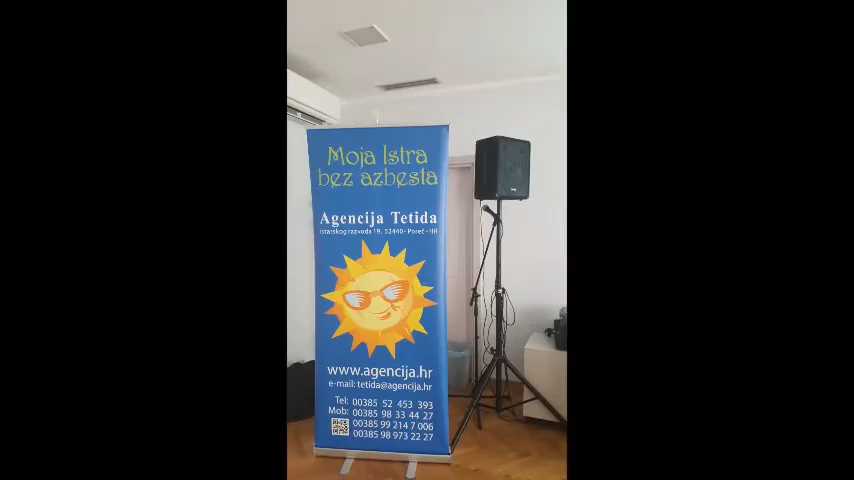 Moja Istra
bez azbesta
Agencija Tetida
Istarskog razvoda 19, 52440 - Poreč - HR
www.agencija.hr
e-mail: tetida@agencija.hr
Tel: 00385 52 453 393
Mob: 00385 98 33 44 27
00385 99 214 7 006
00385 98 973 22 27